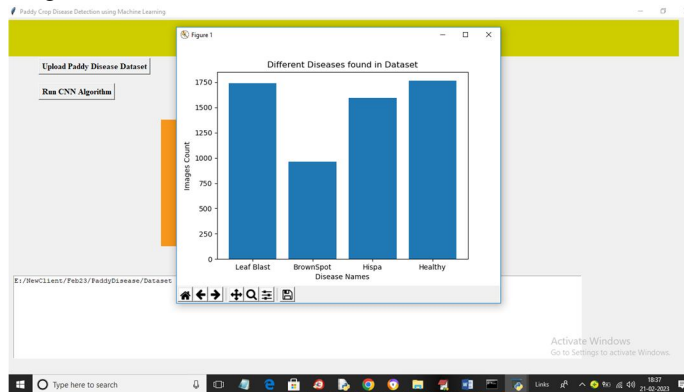 Paddy Crop Disease Detection using Machine Learning
Figure 1
Upload Paddy Disease Dataset
Run CNN Algorithm
Different Diseases found in Dataset
1750
1500
1250
1000
750
500
250
0
Images Count
Leaf Blast BrownSpot Hispa Healthy
Disease Names
E:/NewClient/Feb23/PaddyDisease/Dataset
Activate Windows
Go to Settings to activate Windows.
Type here to search
Links
18:37
21-02-2023